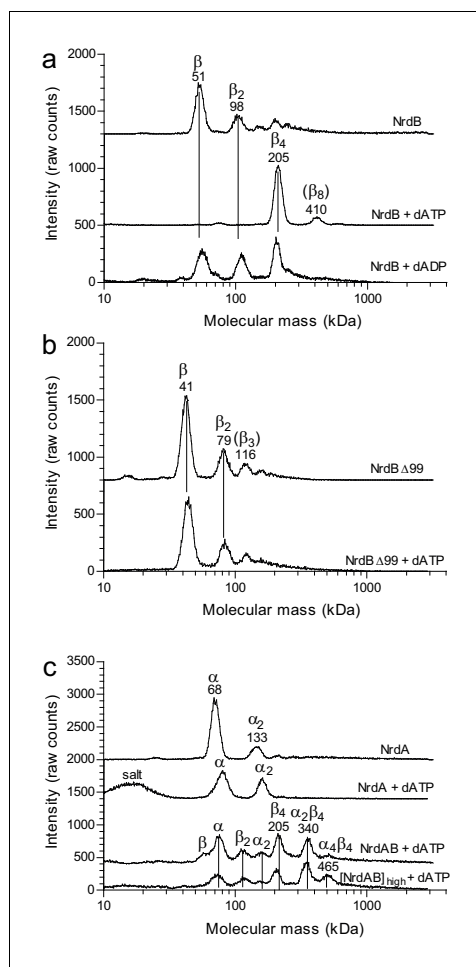 a
β
51
β2
98
NrdB
β4
205
(β8)
410
NrdB + dATP
NrdB + dADP
2000
1500
1000
500
0
10
100
1000
Intensity (raw counts)
Molecular mass (kDa)
b
β
41
β2
79
(β3)
116
NrdB Δ99
NrdB Δ99 + dATP
2000
1500
1000
500
0
10
100
1000
Intensity (raw counts)
Molecular mass (kDa)
c
α
68
α2
133
NrdA
salt
α
α2
NrdA + dATP
β
α
β2
α2
β4
205
α2β4
340
α4β4
465
NrdAB + dATP
[NrdAB]high + dATP
3500
3000
2500
2000
1500
1000
500
0
10
100
1000
Intensity (raw counts)
Molecular mass (kDa)